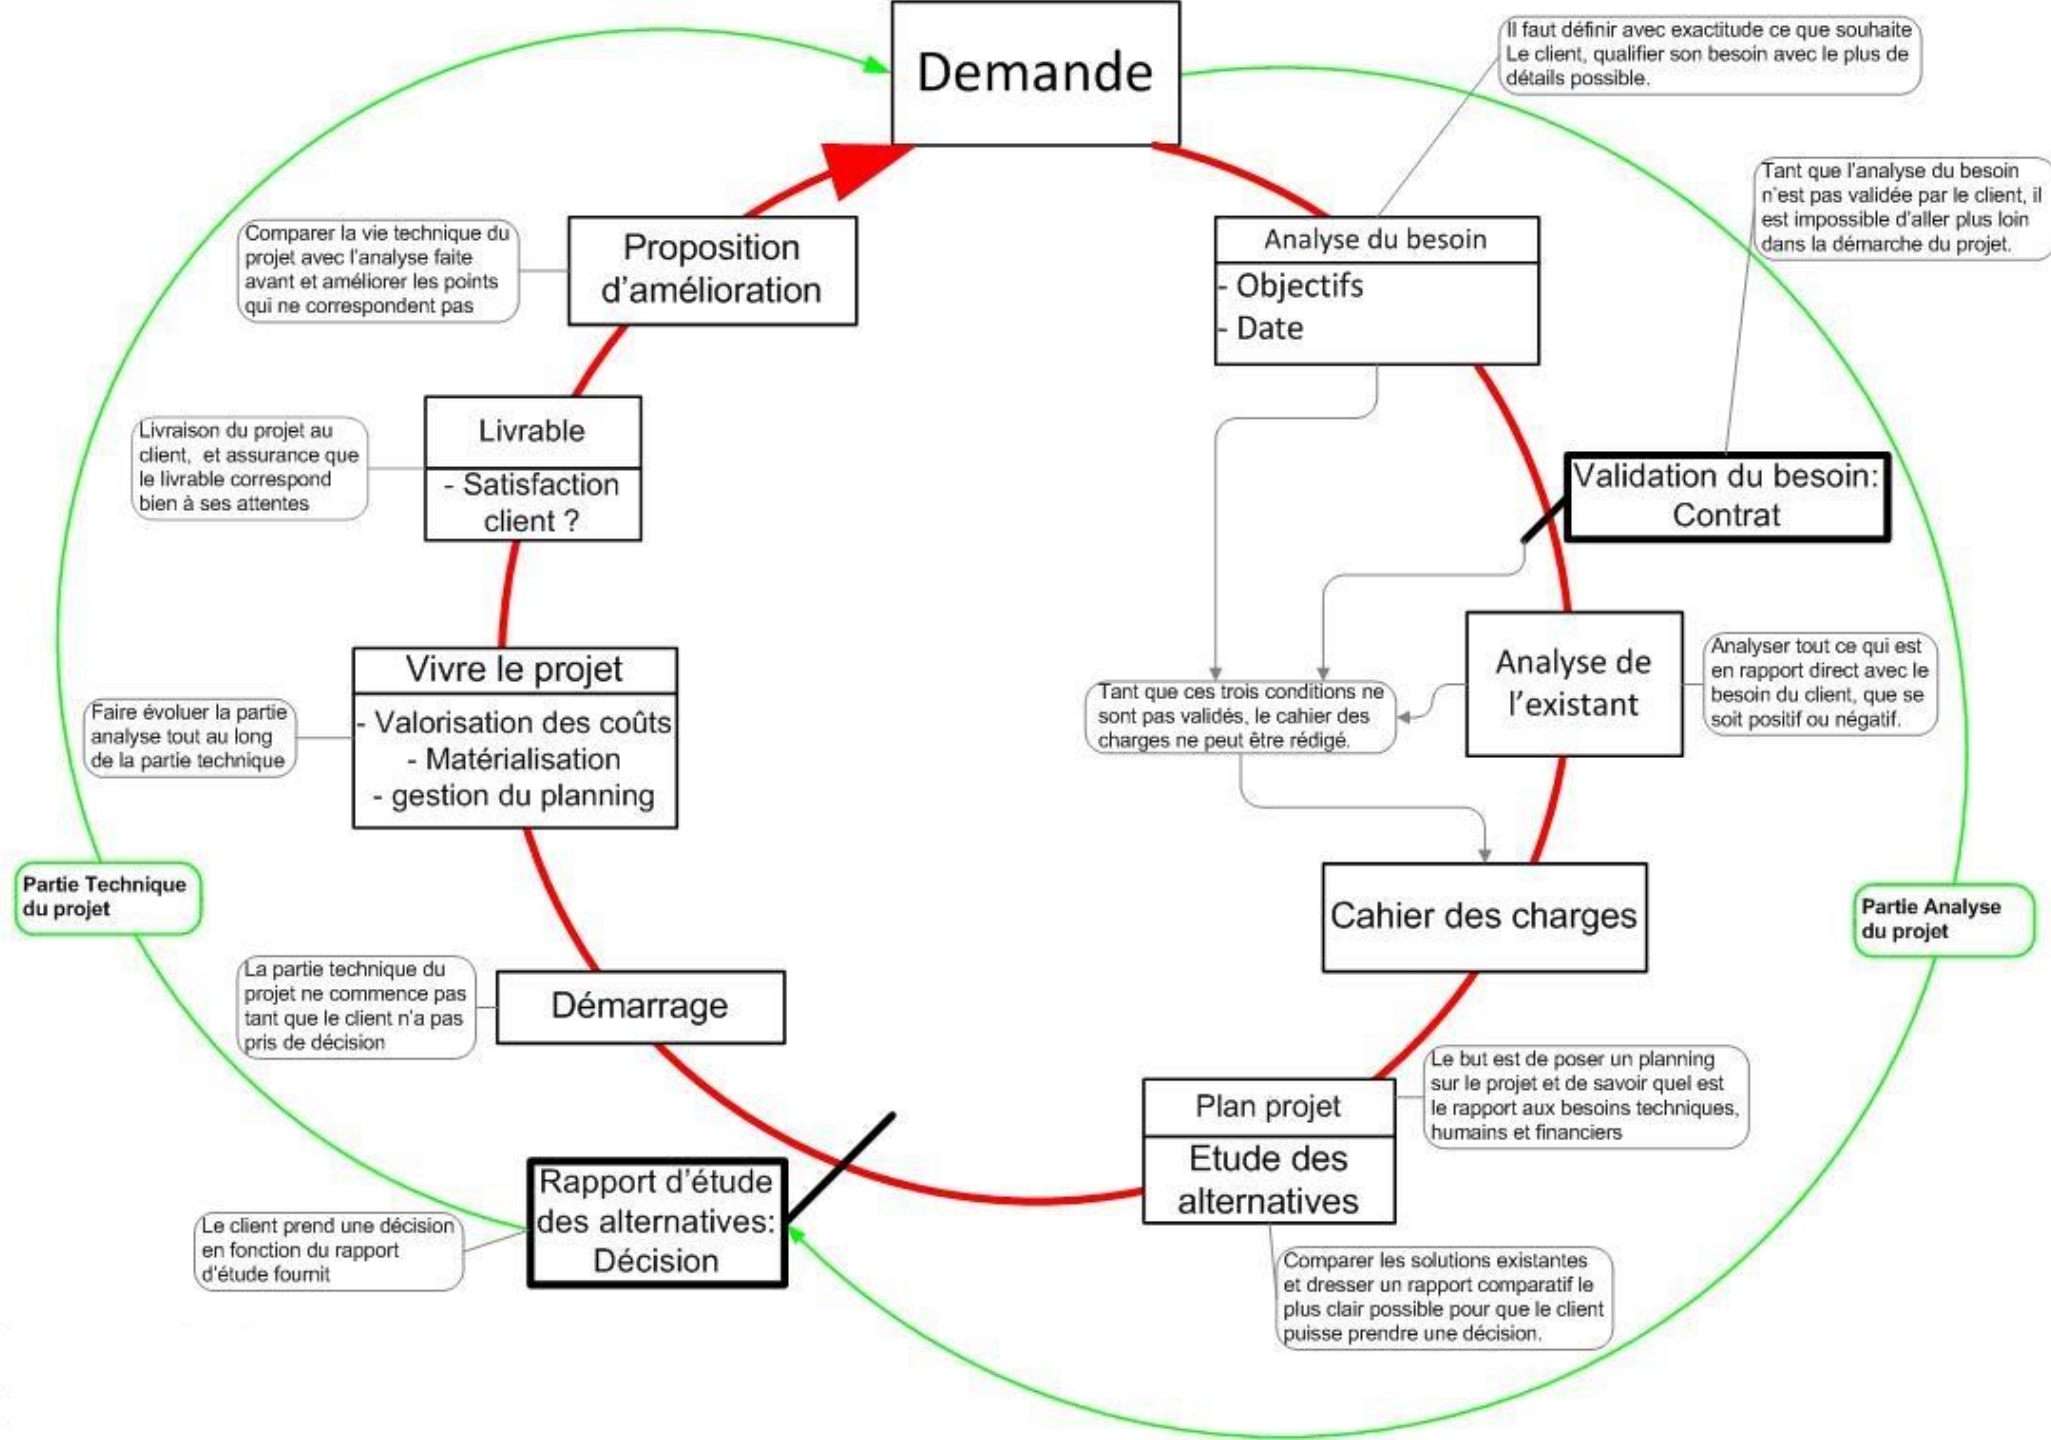 Demande
Il faut définir avec exactitude ce que souhaite
Le client, qualifier son besoin avec le plus de
détails possible.
Analyse du besoin
- Objectifs
- Date
Tant que l'analyse du besoin
n'est pas validée par le client, il
est impossible d'aller plus loin
dans la démarche du projet.
Validation du besoin:
Contrat
Analyse de
l'existant
Analyser tout ce qui est
en rapport direct avec le
besoin du client, que se
soit positif ou négatif.
Tant que ces trois conditions ne
sont pas validés, le cahier des
charges ne peut être rédigé.
Cahier des charges
Partie Analyse
du projet
Plan projet
Etude des
alternatives
Le but est de poser un planning
sur le projet et de savoir quel est
le rapport aux besoins techniques,
humains et financiers
Comparer les solutions existantes
et dresser un rapport comparatif le
plus clair possible pour que le client
puisse prendre une décision.
Rapport d'étude
des alternatives:
Décision
Le client prend une décision
en fonction du rapport
d'étude fournit
Démarrage
La partie technique du
projet ne commence pas
tant que le client n'a pas
pris de décision
Partie Technique
du projet
Vivre le projet
- Valorisation des coûts
- Matérialisation
- gestion du planning
Faire évoluer la partie
analyse tout au long
de la partie technique
Livrable
- Satisfaction
client ?
Livraison du projet au
client, et assurance que
le livrable correspond
bien à ses attentes
Proposition
d'amélioration
Comparer la vie technique du
projet avec l'analyse faite
avant et améliorer les points
qui ne correspondent pas